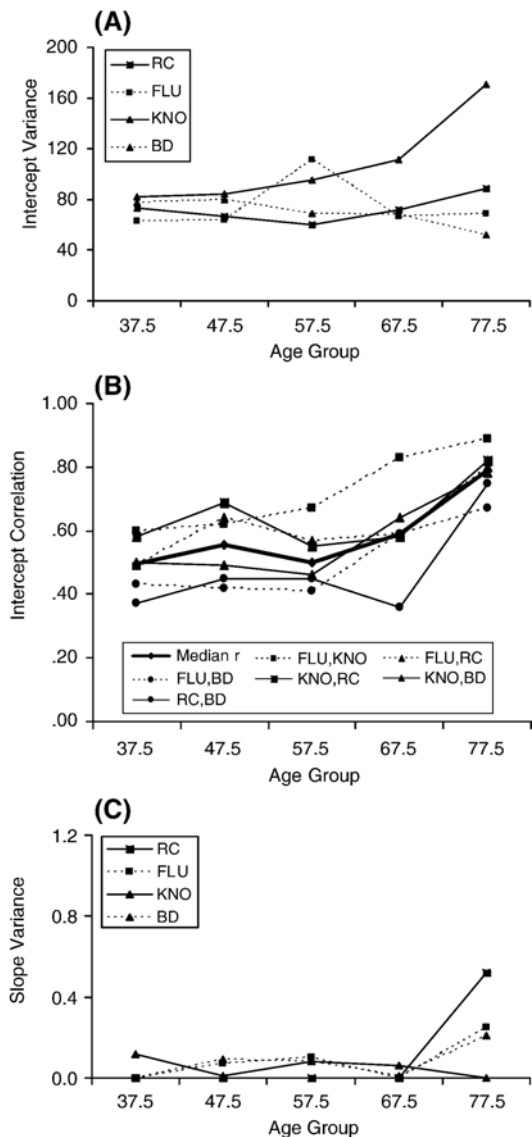 (A)
200
160
120
80
40
0
Intercept Variance
RC
FLU
KNO
BD
37.5 47.5 57.5 67.5 77.5
Age Group
(B)
1.00
.80
.60
.40
.20
.00
Intercept Correlation
Median r FLU,KNO FLU,RC
FLU,BD KNO,RC KNO,BD
RC,BD
37.5 47.5 57.5 67.5 77.5
Age Group
(C)
1.2
0.8
0.4
0.0
Slope Variance
RC
FLU
KNO
BD
37.5 47.5 57.5 67.5 77.5
Age Group